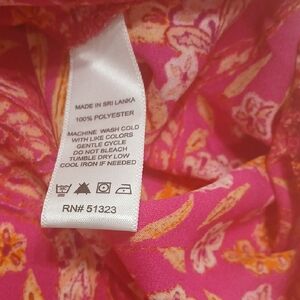 MADE IN SRI LANKA
100% POLYESTER
MACHINE WASH COLD
WITH LIKE COLORS
GENTLE CYCLE
DO NOT BLEACH
TUMBLE DRY LOW
COOL IRON IF NEEDED
RN# 51323